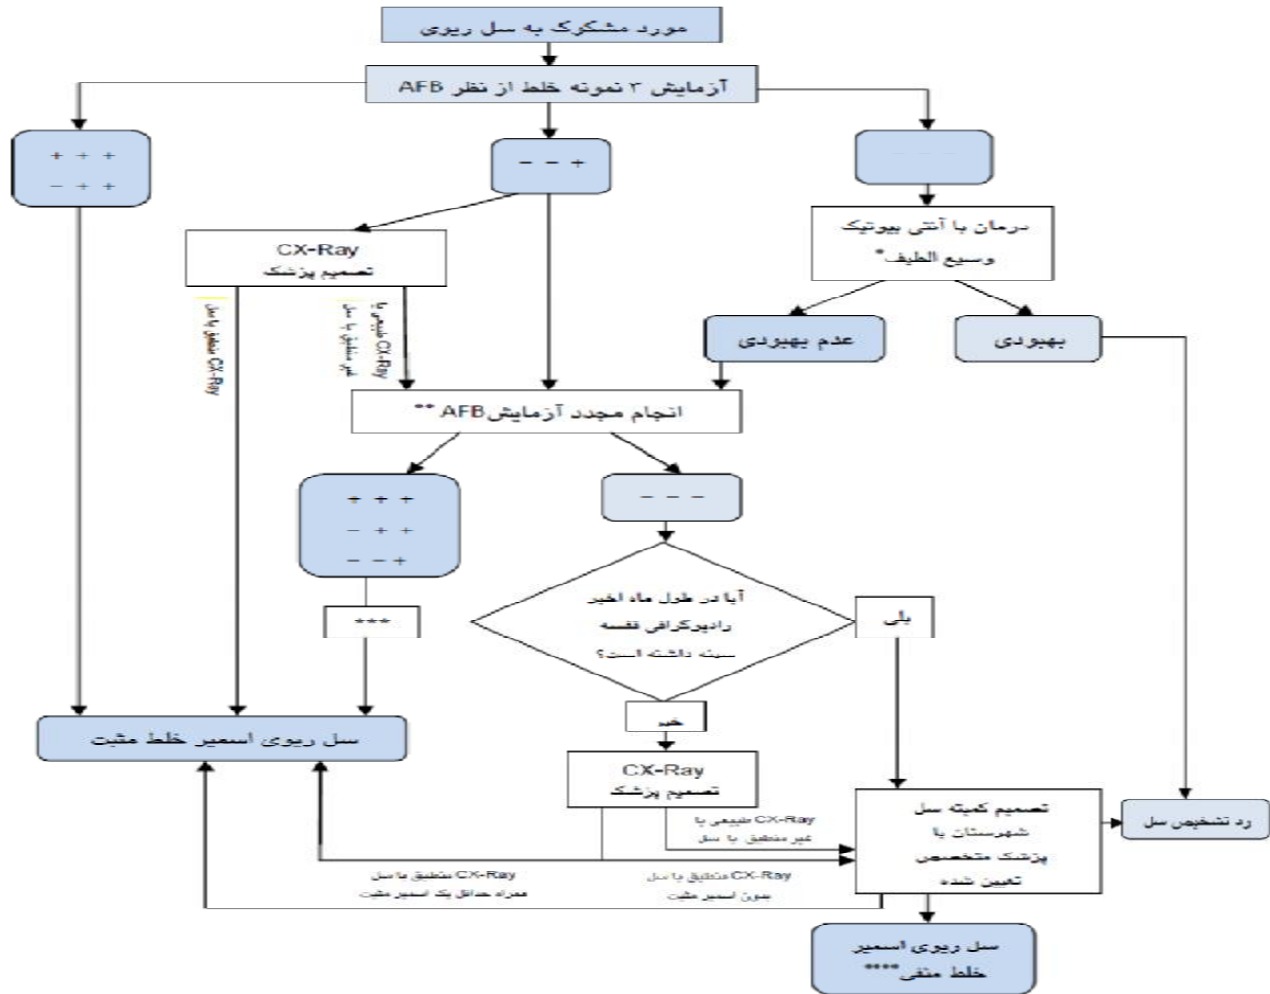 مورد مشکوک به سل ریوی
آزمایش ۳ نمونه خلط از نظر AFB
+ + +
− + +
− − +
درمان با آنتی بیوتیک
وسیع الطیف*
CX-Ray
تصمیم پزشک
CX-Ray منطبق با سل
CX-Ray طبیعی یا
غیر منطبق با سل
عدم بهبودی
بهبودی
انجام مجدد آزمایش AFB **
+ + +
− + +
− − +
− − −
***
آیا در طول ماه اخیر
رادیوگرافی قفسه
سینه داشته است؟
بلی
خیر
سل ریوی اسمیر خلط مثبت
CX-Ray
تصمیم پزشک
CX-Ray طبیعی یا
غیر منطبق با سل
تصمیم کمیته سل
شهرستان یا
پزشک متخصص
تعیین شده
رد تشخیص سل
CX-Ray منطبق با سل
همراه حداقل یک اسمیر مثبت
CX-Ray منطبق با سل
بدون اسمیر مثبت
سل ریوی اسمیر
خلط منفی****